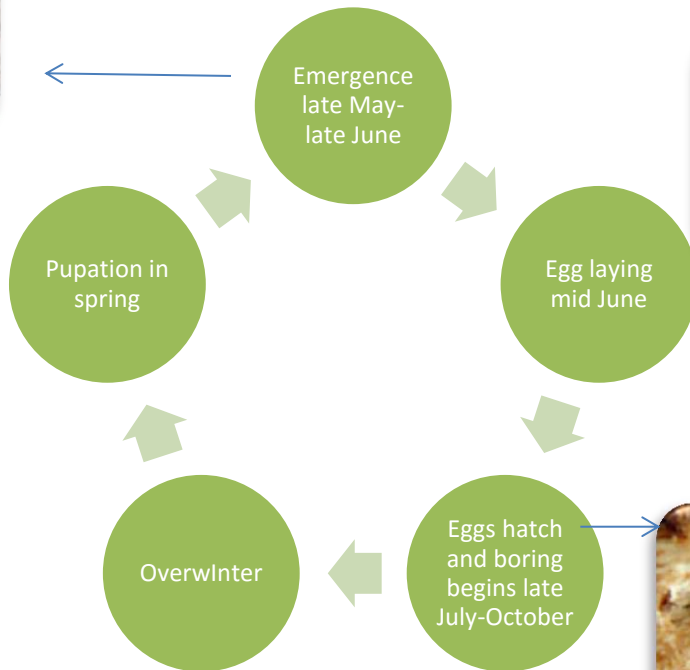 Emergence
late May-
late June
Egg laying
mid June
Eggs hatch
and boring
begins late
July-October
OverwInter
Pupation in
spring